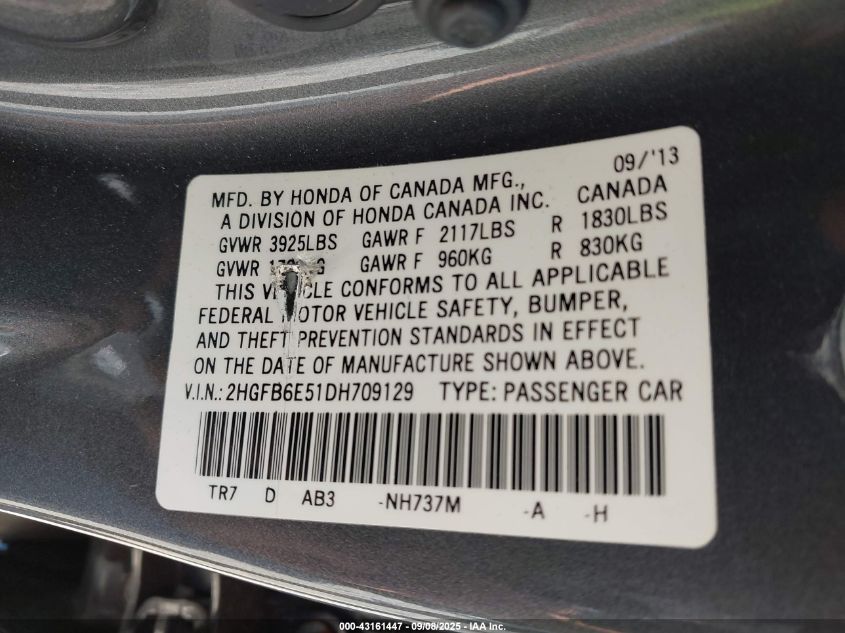 09/'13
MFD. BY HONDA OF CANADA MFG.,
A DIVISION OF HONDA CANADA INC. CANADA
GVWR 3925LBS GAWR F 2117LBS R 1830LBS
GVWR GAWR F 960KG R 830KG
THIS CONFORMS TO ALL APPLICABLE
FEDERAL VEHICLE SAFETY, BUMPER,
AND THEFT PREVENTION STANDARDS IN EFFECT
ON THE DATE OF MANUFACTURE SHOWN ABOVE.
V.I.N.: 2HGFB6E51DH709129 TYPE: PASSENGER CAR
TR7 D AB3 -NH737M -A -H
000-43161447 - 09/08/2025 - IAA Inc.